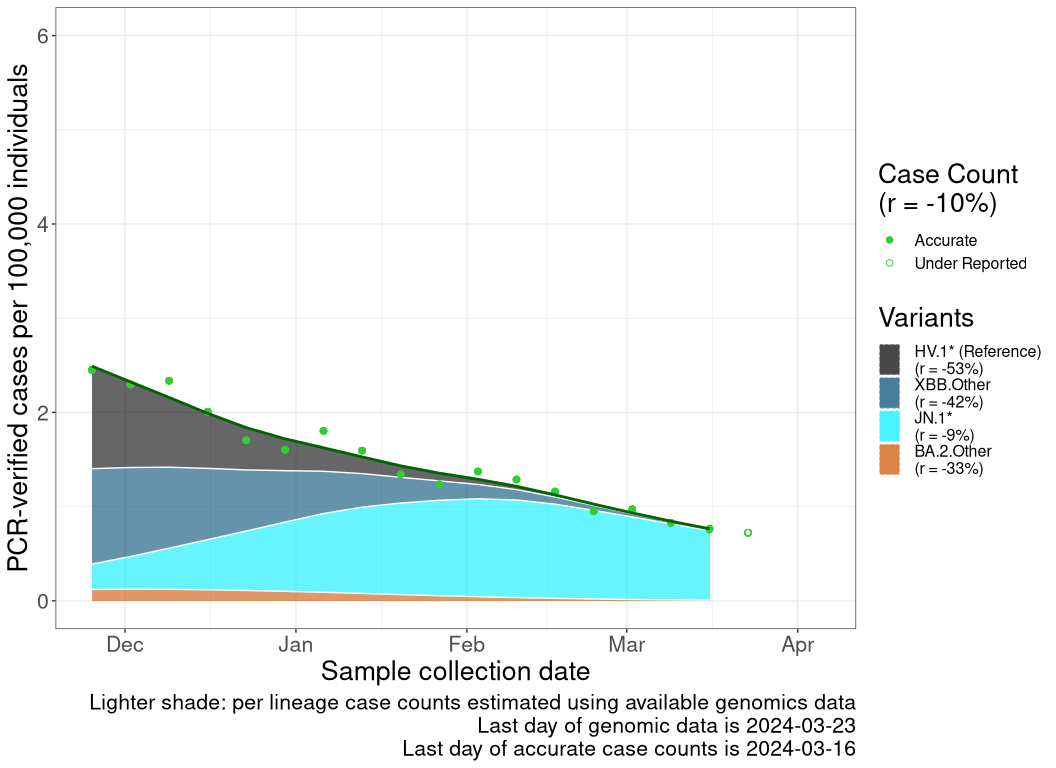 PCR-verified cases per 100,000 individuals
6
4
2
0
Dec
Jan
Feb
Mar
Apr
Sample collection date
Lighter shade: per lineage case counts estimated using available genomics data
Last day of genomic data is 2024-03-23
Last day of accurate case counts is 2024-03-16
Case Count
(r = -10%)
Accurate
Under Reported
Variants
HV.1* (Reference)
(r = -53%)
XBB.Other
(r = -42%)
JN.1*
(r = -9%)
BA.2.Other
(r = -33%)